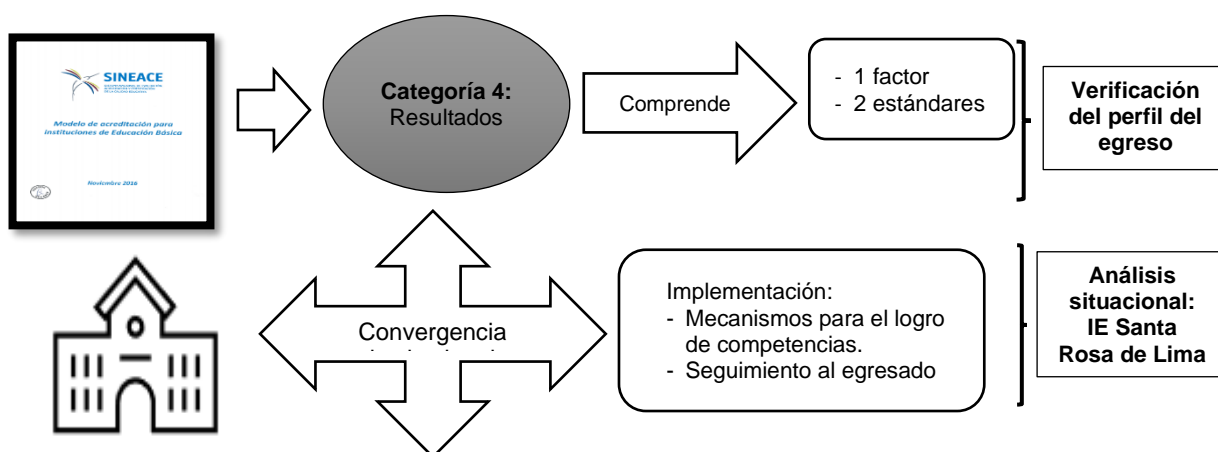 SINEACE
Modelo de acreditación para
instituciones de Educación Básica
Noviembre 2016
Categoría 4:
Resultados
Comprende
- 1 factor
- 2 estándares
Verificación
del perfil del
egreso
Convergencia
Implementación:
- Mecanismos para el logro
de competencias.
- Seguimiento al egresado
Análisis
situacional:
IE Santa
Rosa de Lima